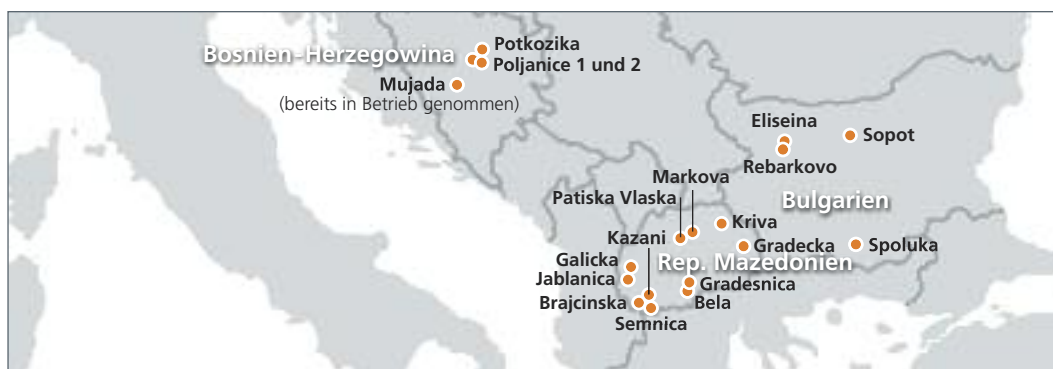 Potkozika
Bosnien-Herzegowina
Poljanice 1 und 2
Mujada
(bereits in Betrieb genommen)
Eliseina
Sopot
Rebarkovo
Markova
Patiska Vlaska
Bulgarien
Kriva
Kazani
Gradecka
Spoluka
Galicka
Rep. Mazedonien
Jablanica
Gradesnica
Brajcinska
Bela
Semnica